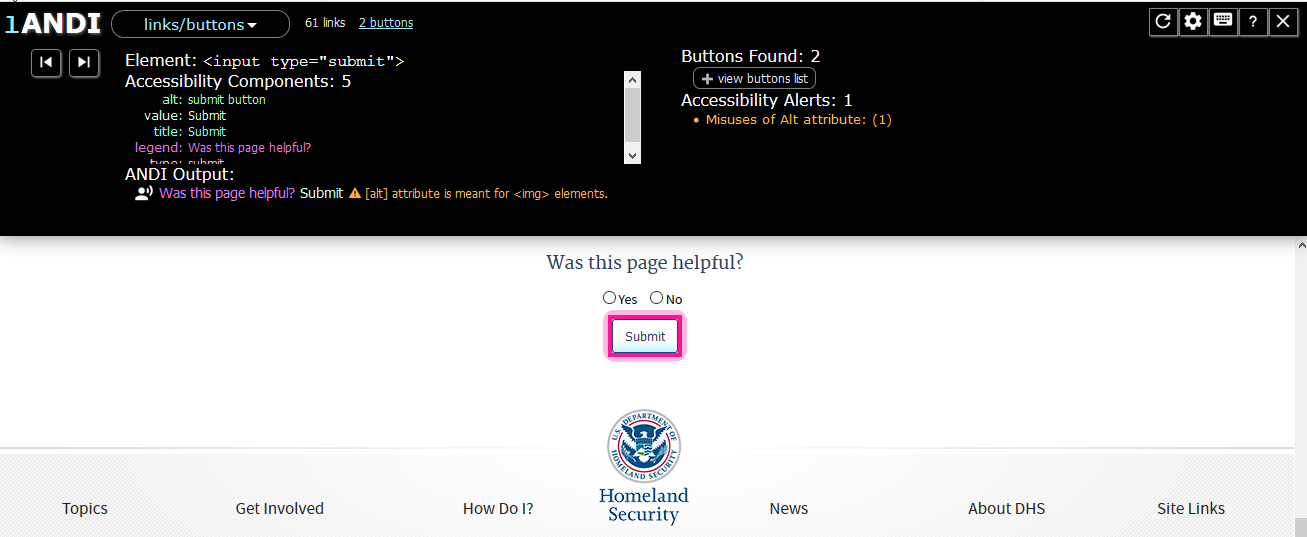 lANDI links/buttons 61 links 2 buttons ?
Element: <input type="submit">
Accessibility Components: 5
alt: submit button
value: Submit
title: Submit
legend: Was this page helpful?
type: submit
ANDI Output:
Was this page helpful? Submit [alt] attribute is meant for <img> elements.
Buttons Found: 2
+ view buttons list
Accessibility Alerts: 1
• Misuses of Alt attribute: (1)
Was this page helpful?
Yes No
Submit
U.S. DEPARTMENT OF HOMELAND SECURITY
Homeland
Security
Topics Get Involved How Do I? News About DHS Site Links